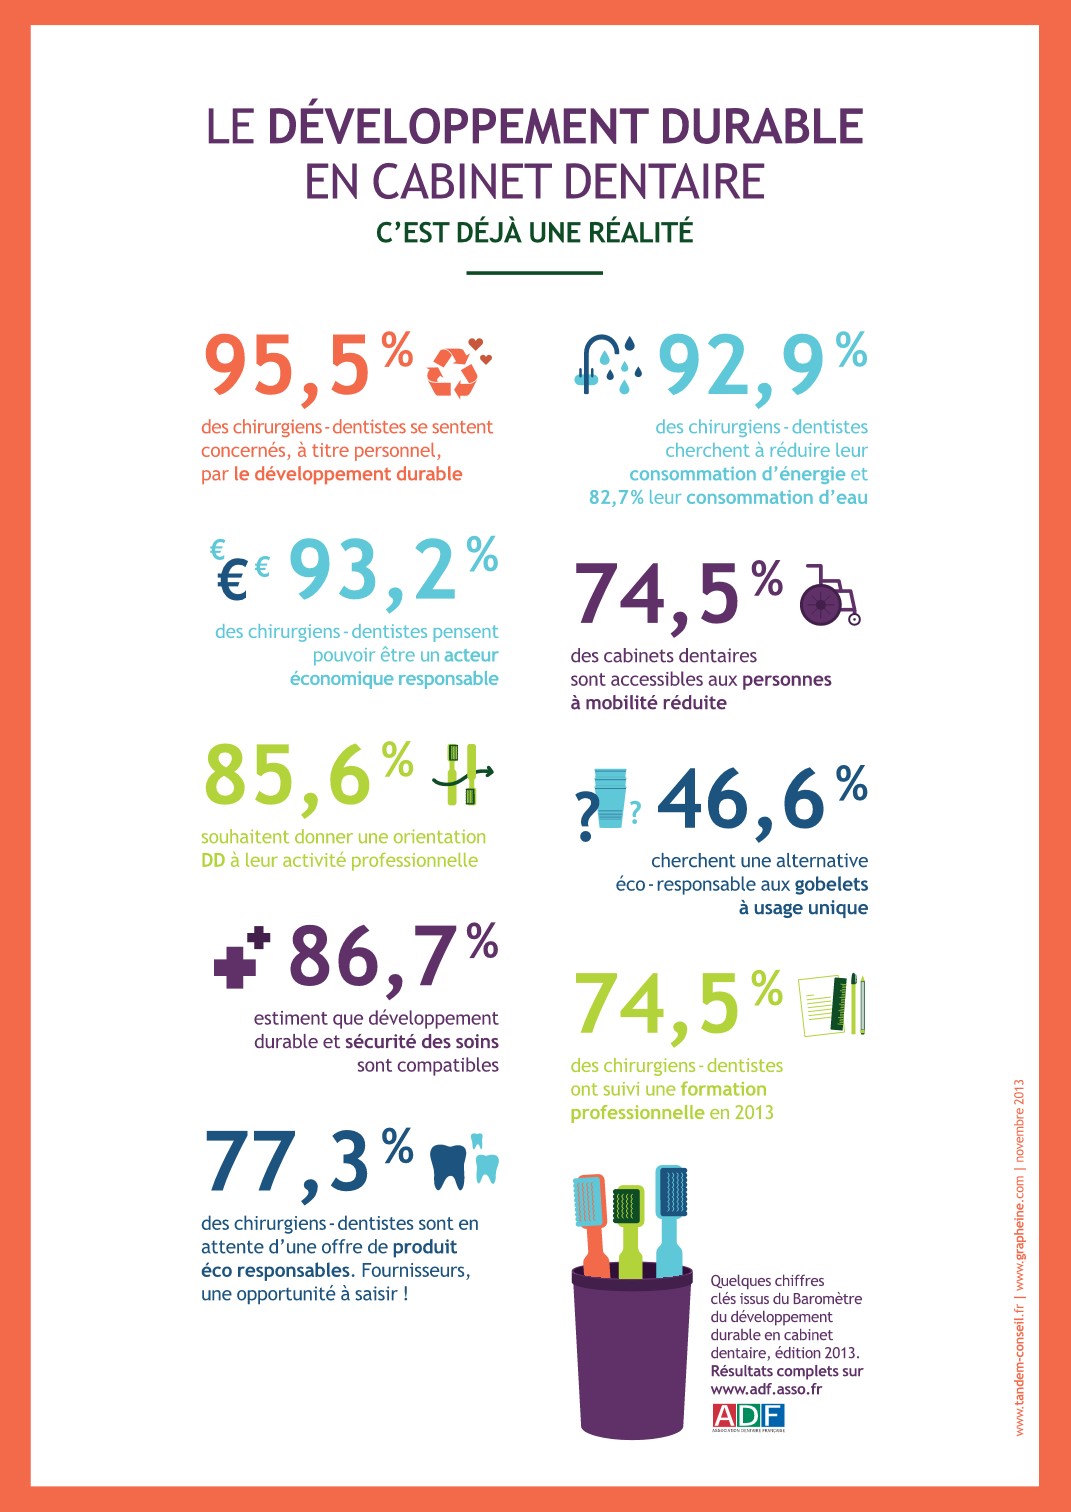 LE DÉVELOPPEMENT DURABLE
EN CABINET DENTAIRE
C’EST DÉJÀ UNE RÉALITÉ
95,5%
des chirurgiens-dentistes se sentent
concernés, à titre personnel,
par le développement durable
€ € € 93,2%
des chirurgiens-dentistes pensent
pouvoir être un acteur
économique responsable
85,6%
souhaitent donner une orientation
DD à leur activité professionnelle
86,7%
estiment que développement
durable et sécurité des soins
sont compatibles
77,3%
des chirurgiens-dentistes sont en
attente d’une offre de produit
éco responsables. Fournisseurs,
une opportunité à saisir !
92,9%
des chirurgiens-dentistes
cherchent à réduire leur
consommation d’énergie et
82,7% leur consommation d’eau
74,5%
des cabinets dentaires
sont accessibles aux personnes
à mobilité réduite
? ? 46,6%
cherchent une alternative
éco-responsable aux gobelets
à usage unique
74,5%
des chirurgiens-dentistes
ont suivi une formation
professionnelle en 2013
Quelques chiffres
clés issus du Baromètre
du développement
durable en cabinet
dentaire, édition 2013.
Résultats complets sur
www.adf.asso.fr
ADF
ASSOCIATION DENTAIRE FRANÇAISE
www.tandem-conseil.fr | www.grapheine.com | novembre 2013